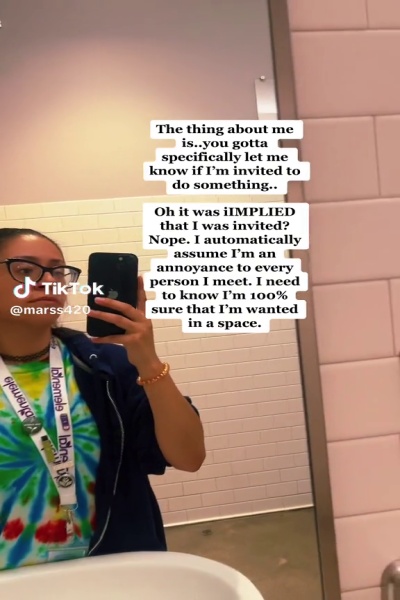 The thing about me
is..you gotta
specifically let me
know if I'm invited to
do something..
Oh it was iIMPLIED
that I was invited?
Nope. I automatically
assume I'm an
annoyance to every
person I meet. I need
to know I'm 100%
sure that I'm wanted
in a space.
TikTok
@marss420